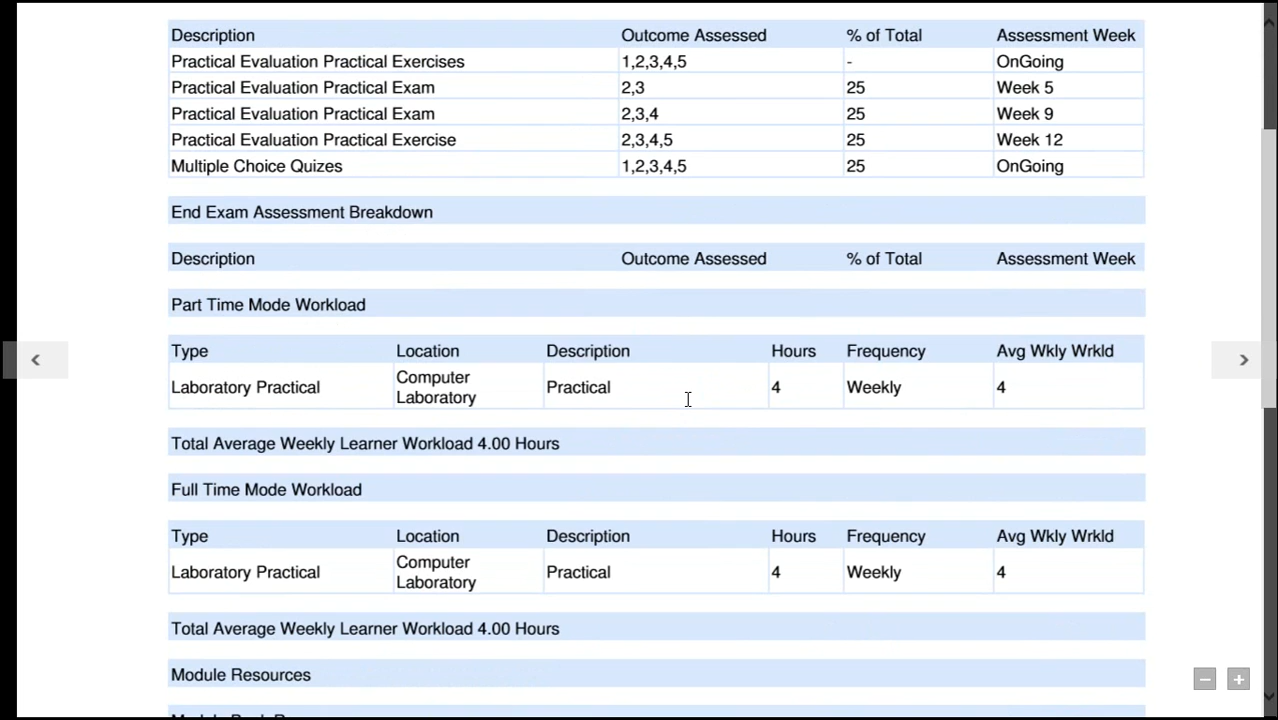 Description Outcome Assessed % of Total Assessment Week
Practical Evaluation Practical Exercises 1,2,3,4,5 - OnGoing
Practical Evaluation Practical Exam 2,3 25 Week 5
Practical Evaluation Practical Exam 2,3,4 25 Week 9
Practical Evaluation Practical Exercise 2,3,4,5 25 Week 12
Multiple Choice Quizes 1,2,3,4,5 25 OnGoing
End Exam Assessment Breakdown
Description Outcome Assessed % of Total Assessment Week
Part Time Mode Workload
Type Location Description Hours Frequency Avg Wkly Wrkld
Laboratory Practical Computer Laboratory Practical 4 Weekly 4
Total Average Weekly Learner Workload 4.00 Hours
Full Time Mode Workload
Type Location Description Hours Frequency Avg Wkly Wrkld
Laboratory Practical Computer Laboratory Practical 4 Weekly 4
Total Average Weekly Learner Workload 4.00 Hours
Module Resources